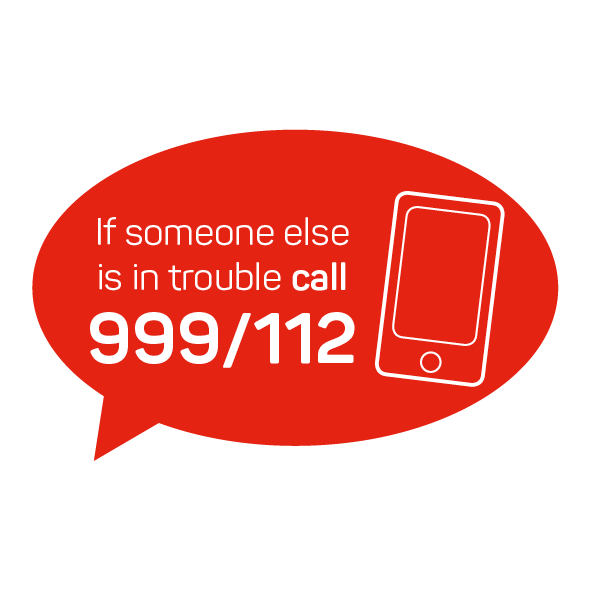 If someone else
is in trouble call
999/112